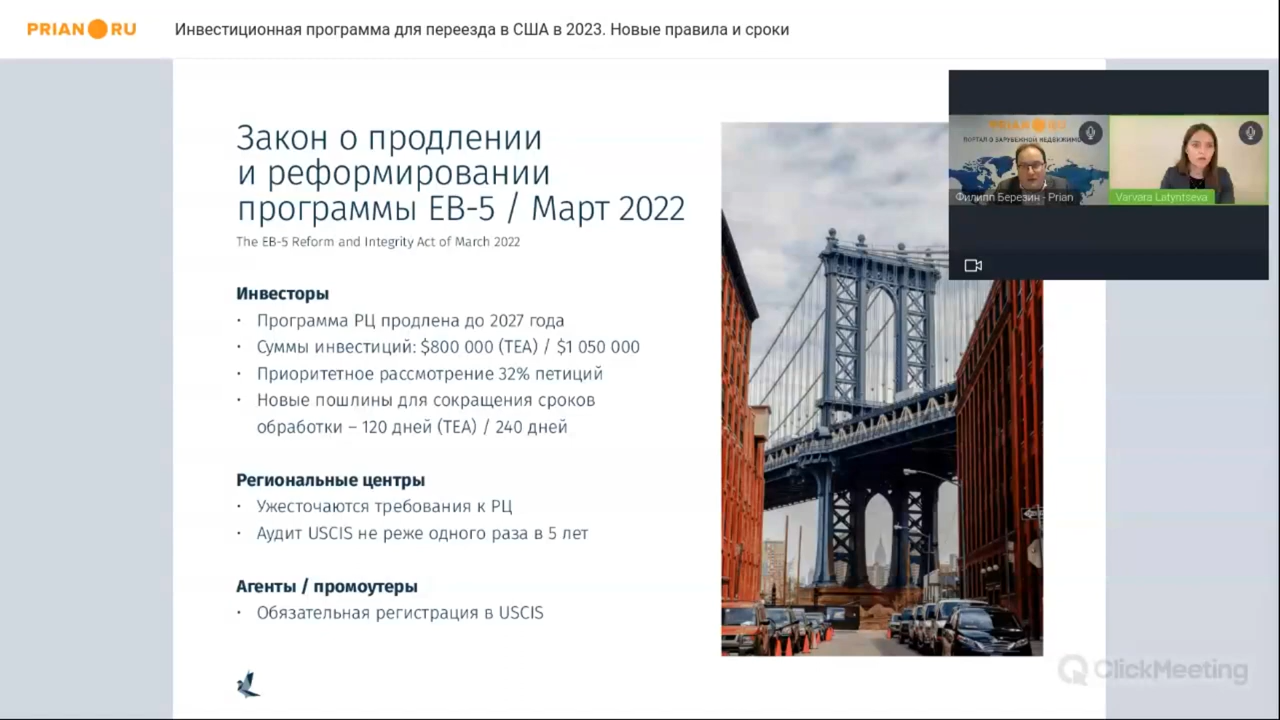 PRIAN RU
Инвестиционная программа для переезда в США в 2023. Новые правила и сроки
Закон о продлении
и реформировании
программы EB-5 / Март 2022
The EB-5 Reform and Integrity Act of March 2022
Инвесторы
· Программа РЦ продлена до 2027 года
· Суммы инвестиций: $800 000 (TEA) / $1 050 000
· Приоритетное рассмотрение 32% петиций
· Новые пошлины для сокращения сроков
обработки – 120 дней (TEA) / 240 дней
Региональные центры
· Ужесточаются требования к РЦ
· Аудит USCIS не реже одного раза в 5 лет
Агенты / промоутеры
· Обязательная регистрация в USCIS
ПОРТАЛ О ЗАРУБЕЖНОЙ
Филипп Березин - Prian
Varvara Latyntseva
ClickMeeting